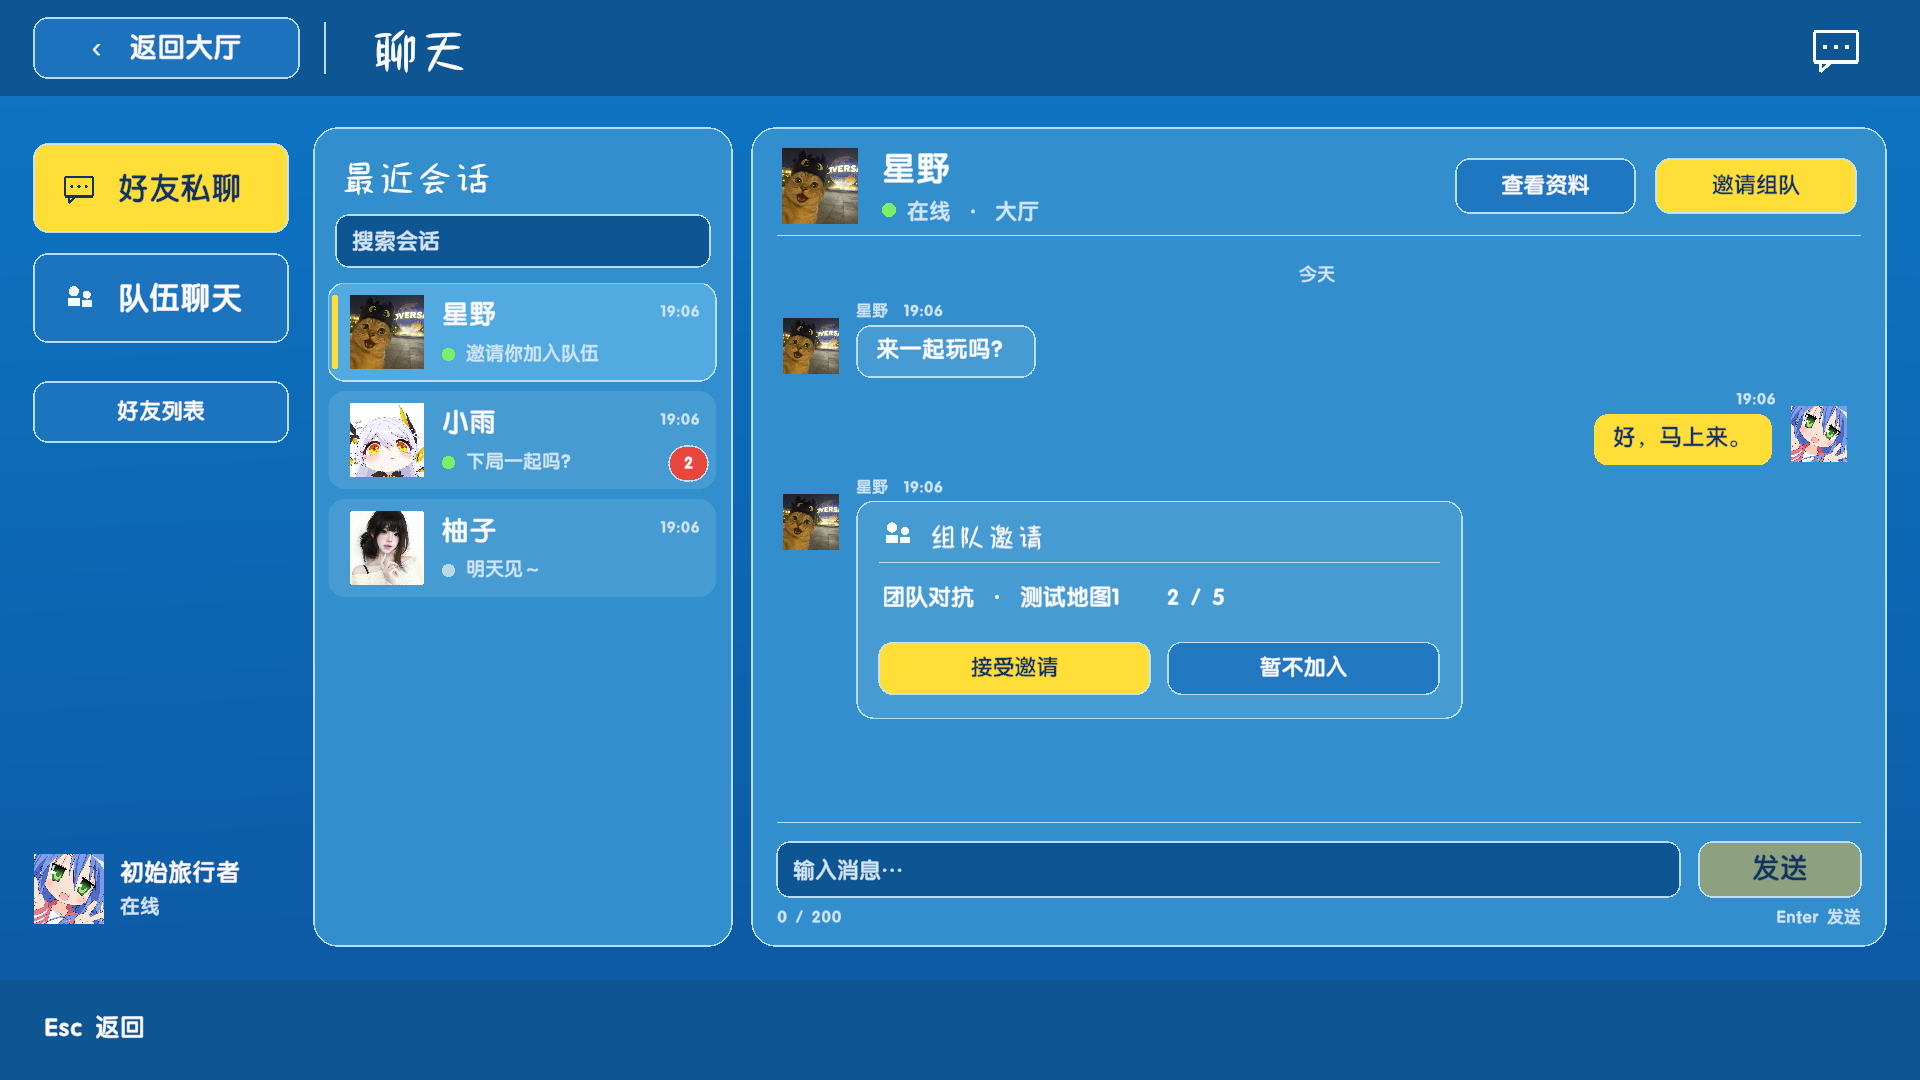 ‹ 返回大厅
聊天
好友私聊
队伍聊天
好友列表
初始旅行者
在线
最近会话
搜索会话
星野 19:06
邀请你加入队伍
小雨 19:06
下局一起吗? 2
柚子 19:06
明天见~
星野
在线 · 大厅
查看资料
邀请组队
今天
星野 19:06
来一起玩吗?
19:06
好，马上来。
星野 19:06
组队邀请
团队对抗 · 测试地图1 2 / 5
接受邀请
暂不加入
输入消息…
发送
0 / 200
Enter 发送
Esc 返回